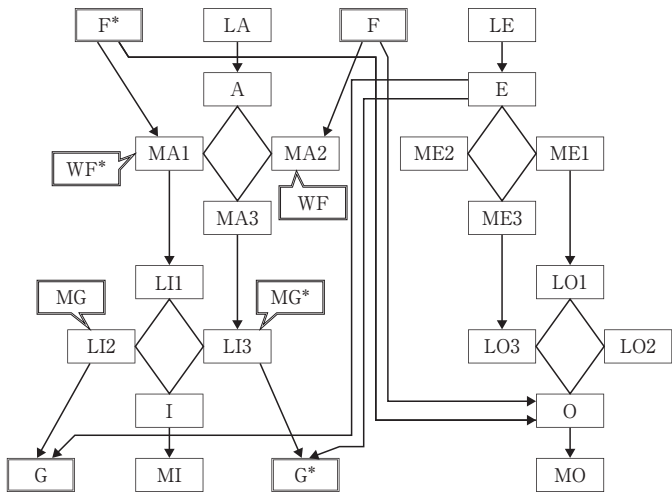 F* LA F LE
A E
MA1 MA2 ME2 ME1
WF* WF
MA3 ME3
LI1 LO1
MG MG*
LI2 LI3 LO3 LO2
I O
G MI G* MO